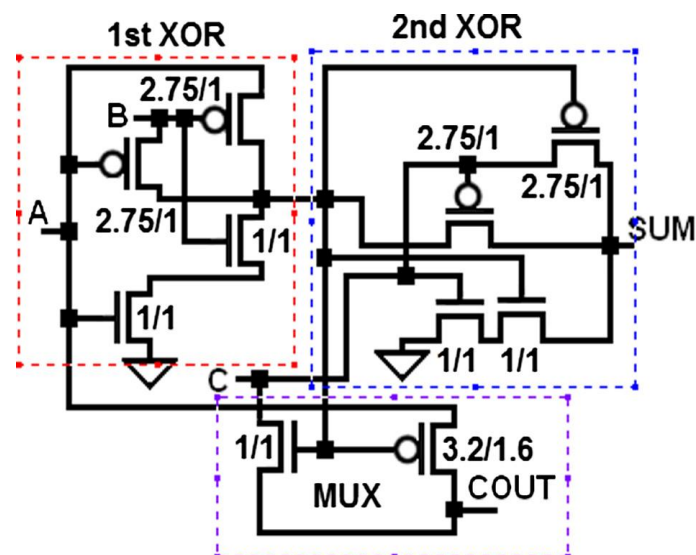 1st XOR
2nd XOR
2.75/1
B
2.75/1
2.75/1
2.75/1
A
SUM
1/1
1/1
1/1
1/1
C
1/1
3.2/1.6
MUX
COUT